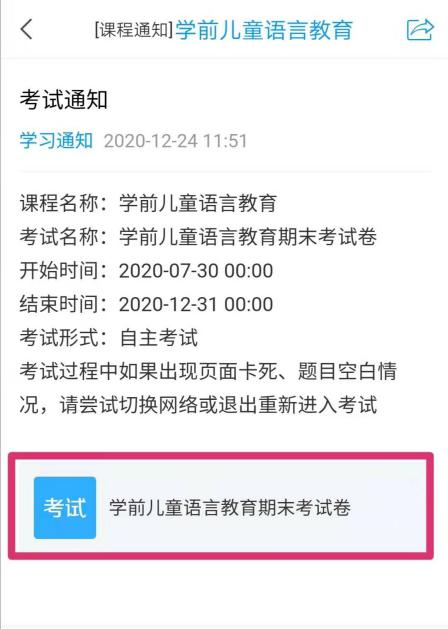 [课程通知]学前儿童语言教育
考试通知
学习通知 2020-12-24 11:51
课程名称：学前儿童语言教育
考试名称：学前儿童语言教育期末考试卷
开始时间：2020-07-30 00:00
结束时间：2020-12-31 00:00
考试形式：自主考试
考试过程中如果出现页面卡死、题目空白情
况，请尝试切换网络或退出重新进入考试
考试 学前儿童语言教育期末考试卷